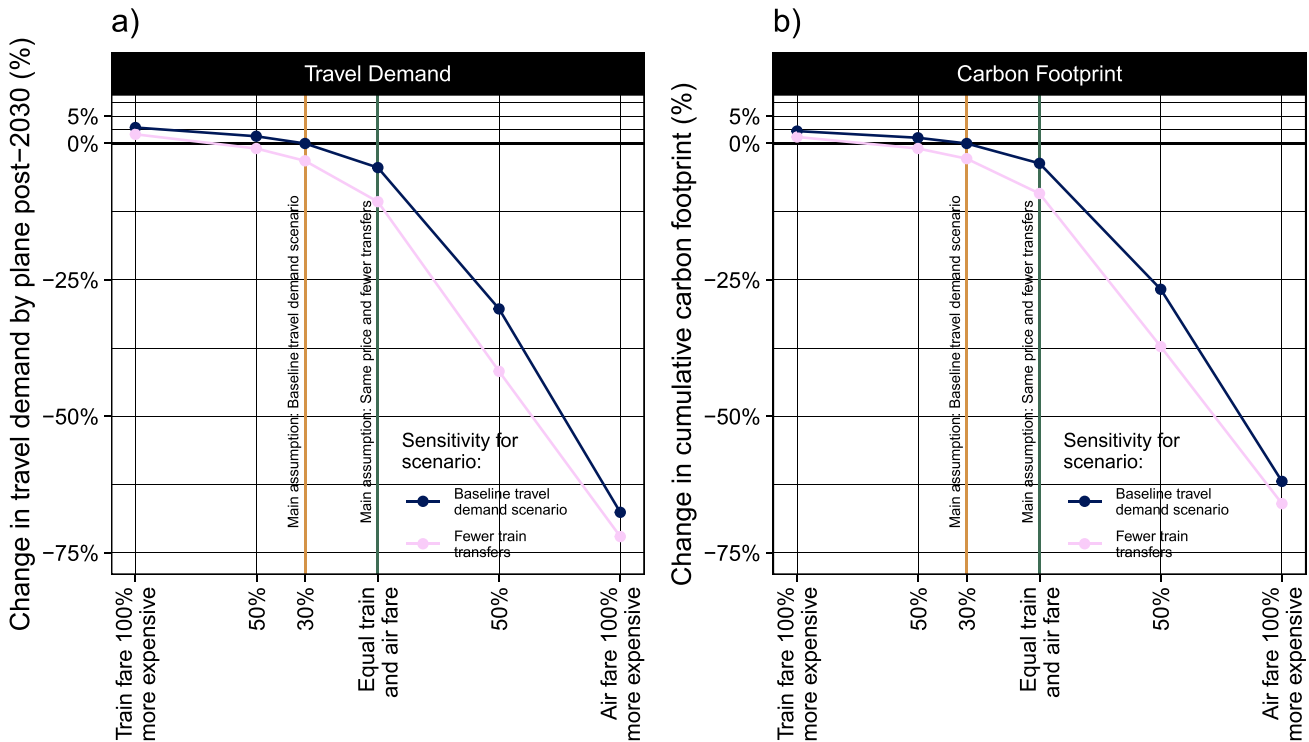 a)
Travel Demand
Change in travel demand by plane post−2030 (%)
5%
0%
−25%
−50%
−75%
Main assumption: Baseline travel demand scenario
Main assumption: Same price and fewer transfers
Sensitivity for
scenario:
Baseline travel
demand scenario
Fewer train
transfers
Train fare 100%
more expensive
50%
30%
Equal train
and air fare
50%
Air fare 100%
more expensive
b)
Carbon Footprint
Change in cumulative carbon footprint (%)
5%
0%
−25%
−50%
−75%
Main assumption: Baseline travel demand scenario
Main assumption: Same price and fewer transfers
Sensitivity for
scenario:
Baseline travel
demand scenario
Fewer train
transfers
Train fare 100%
more expensive
50%
30%
Equal train
and air fare
50%
Air fare 100%
more expensive